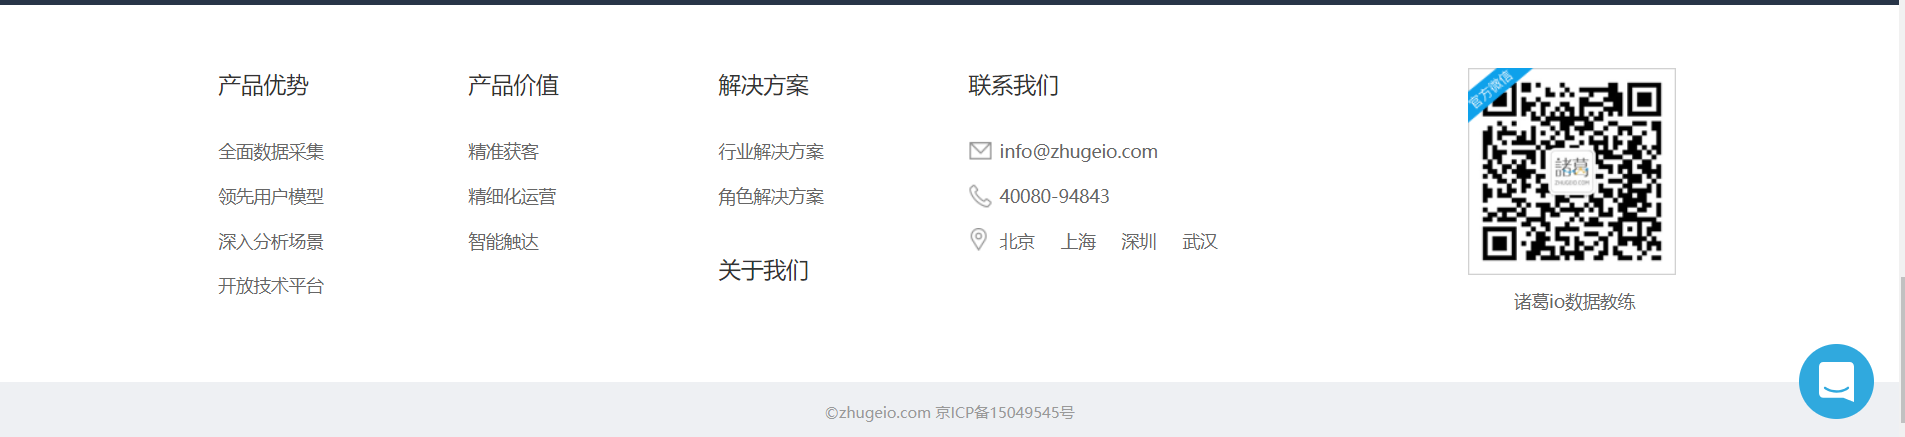 产品优势
全面数据采集
领先用户模型
深入分析场景
开放技术平台
产品价值
精准获客
精细化运营
智能触达
解决方案
行业解决方案
角色解决方案
关于我们
联系我们
info@zhugeio.com
40080-94843
北京 上海 深圳 武汉
官方微信
諸葛
ZHUGEIO.COM
诸葛io数据教练
©zhugeio.com 京ICP备15049545号